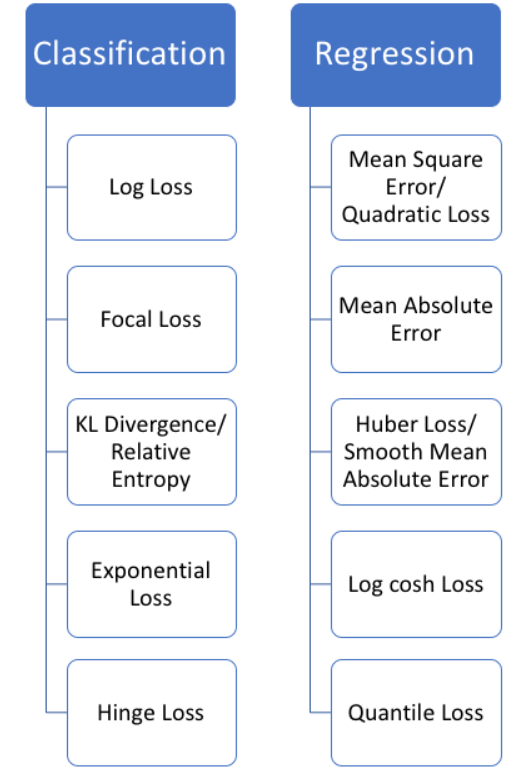 Classification
Log Loss
Focal Loss
KL Divergence/
Relative
Entropy
Exponential
Loss
Hinge Loss
Regression
Mean Square
Error/
Quadratic Loss
Mean Absolute
Error
Huber Loss/
Smooth Mean
Absolute Error
Log cosh Loss
Quantile Loss